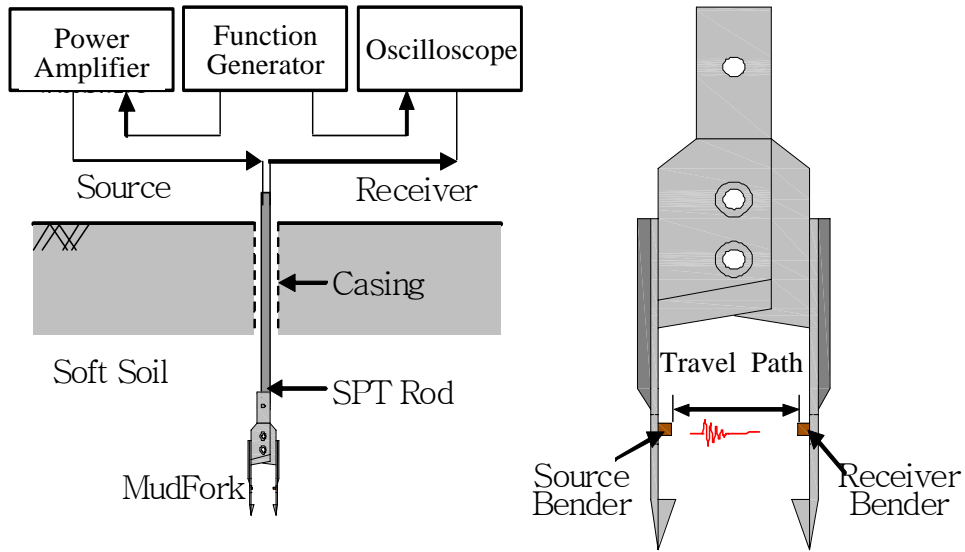 Power
Amplifier
Function
Generator
Oscilloscope
Source
Receiver
Casing
Soft Soil
SPT Rod
MudFork
Travel Path
Source
Bender
Receiver
Bender